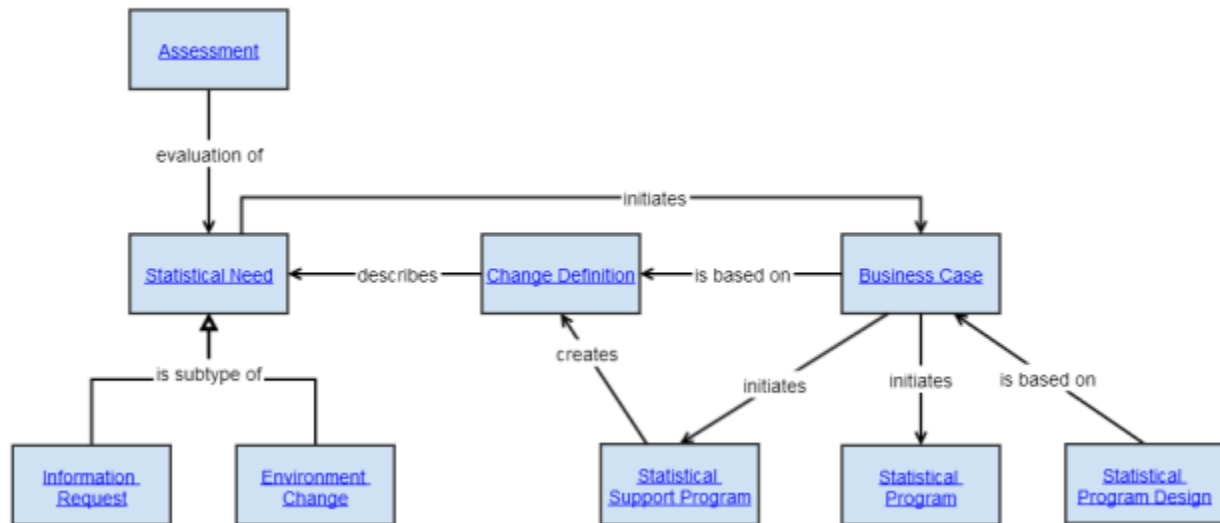 Assessment
evaluation of
initiates
Statistical Need
describes
Change Definition
is based on
Business Case
is subtype of
creates
initiates
initiates
is based on
Information
Request
Environment
Change
Statistical
Support Program
Statistical
Program
Statistical
Program Design